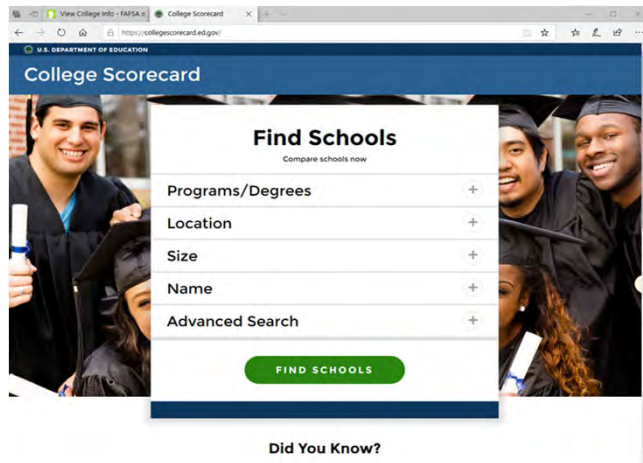 View College Info - FAFSA o
College Scorecard
https://collegescorecard.ed.gov/
U.S. DEPARTMENT OF EDUCATION
College Scorecard
Find Schools
Compare schools now
Programs/Degrees
Location
Size
Name
Advanced Search
FIND SCHOOLS
Did You Know?